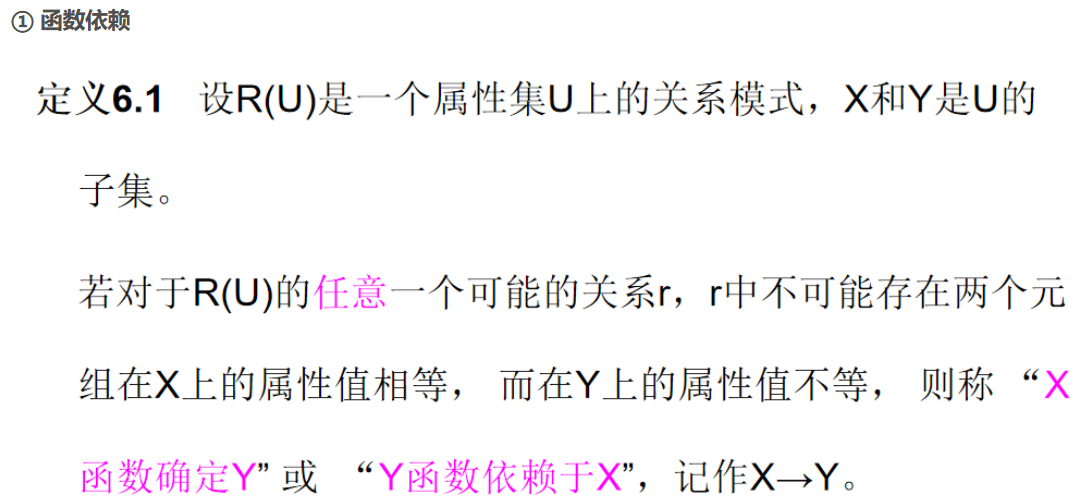 ① 函数依赖
定义6.1 设R(U)是一个属性集U上的关系模式，X和Y是U的
子集。
若对于R(U)的任意一个可能的关系r，r中不可能存在两个元
组在X上的属性值相等， 而在Y上的属性值不等， 则称 “X
函数确定Y” 或 “Y函数依赖于X”，记作X→Y。